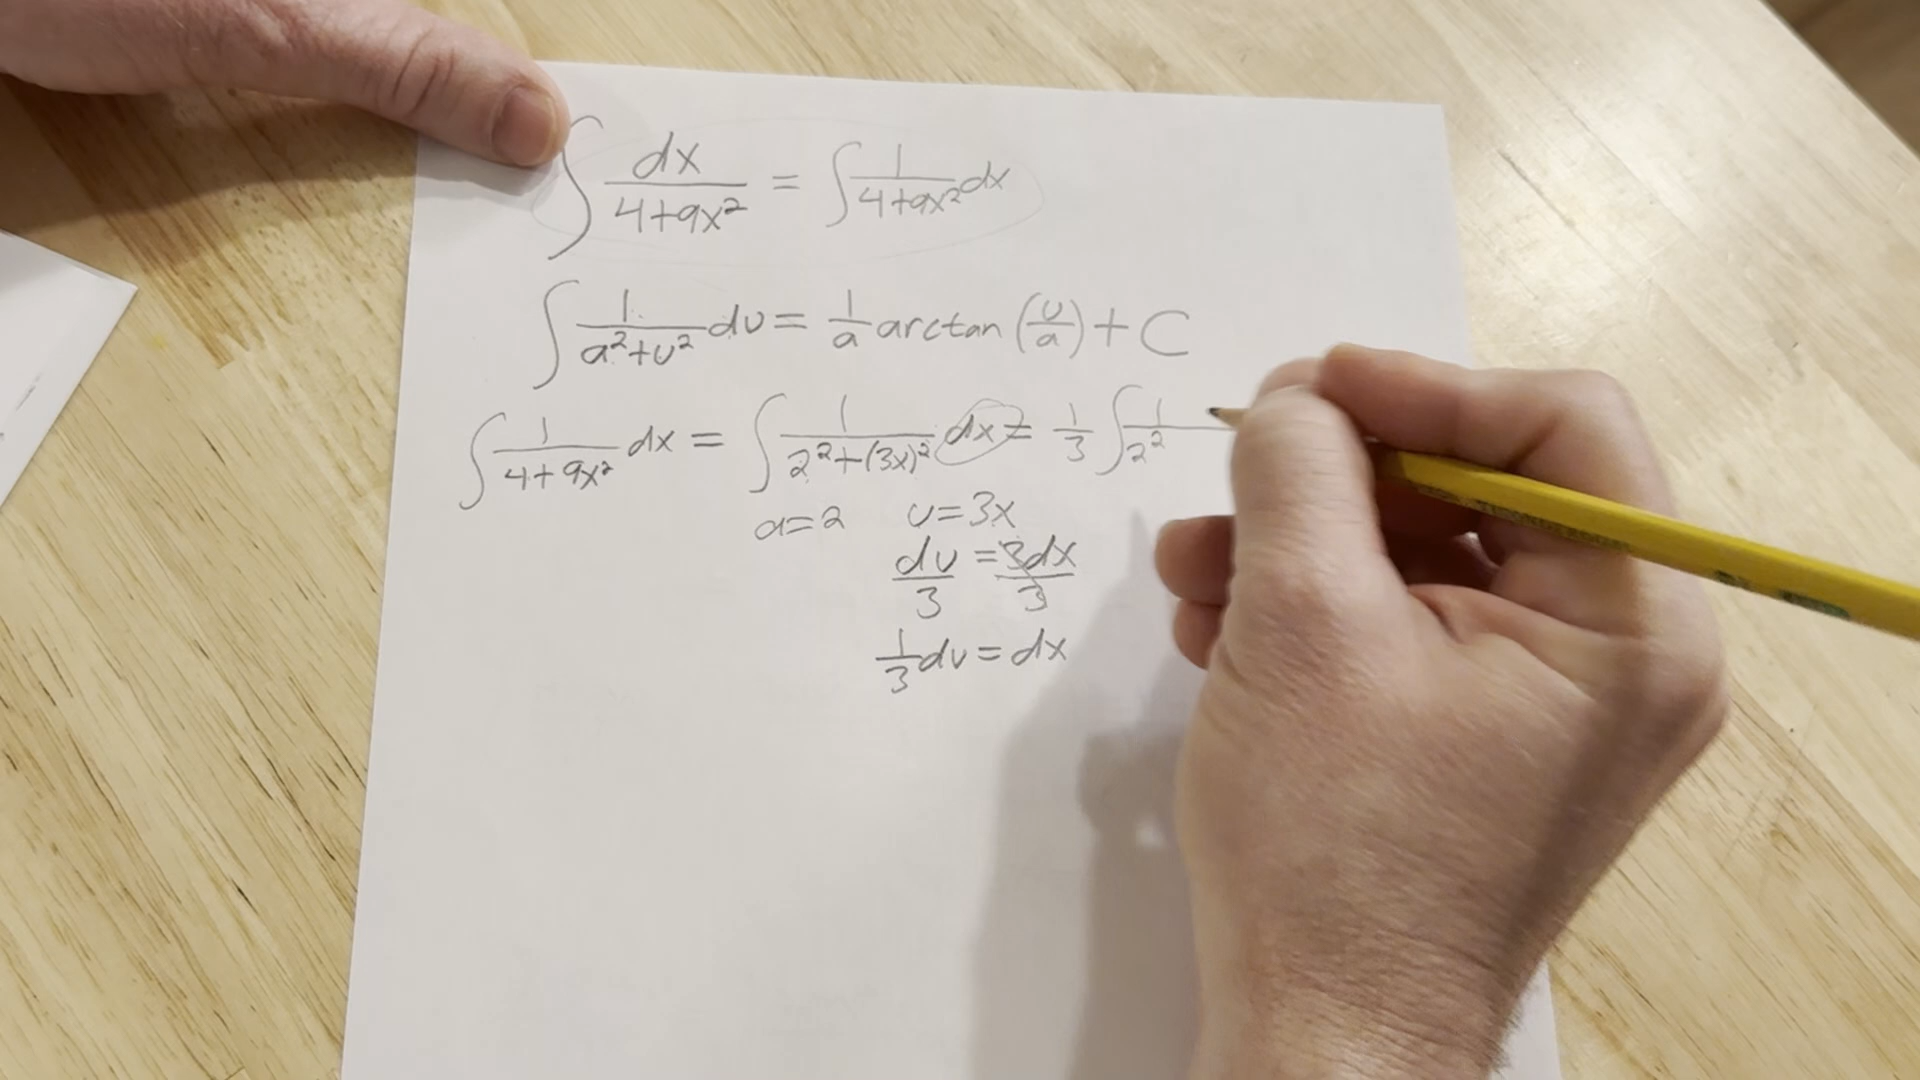 ∫ dx/(4+9x²) = ∫ 1/(4+9x²) dx
∫ 1/(a²+u²) du = 1/a arctan (u/a) + C
∫ 1/(4+9x²) dx = ∫ 1/(2²+(3x)²) dx = 1/3 ∫ 1/2²
a=2 u=3x
du/3 = 3dx/3
1/3 du = dx